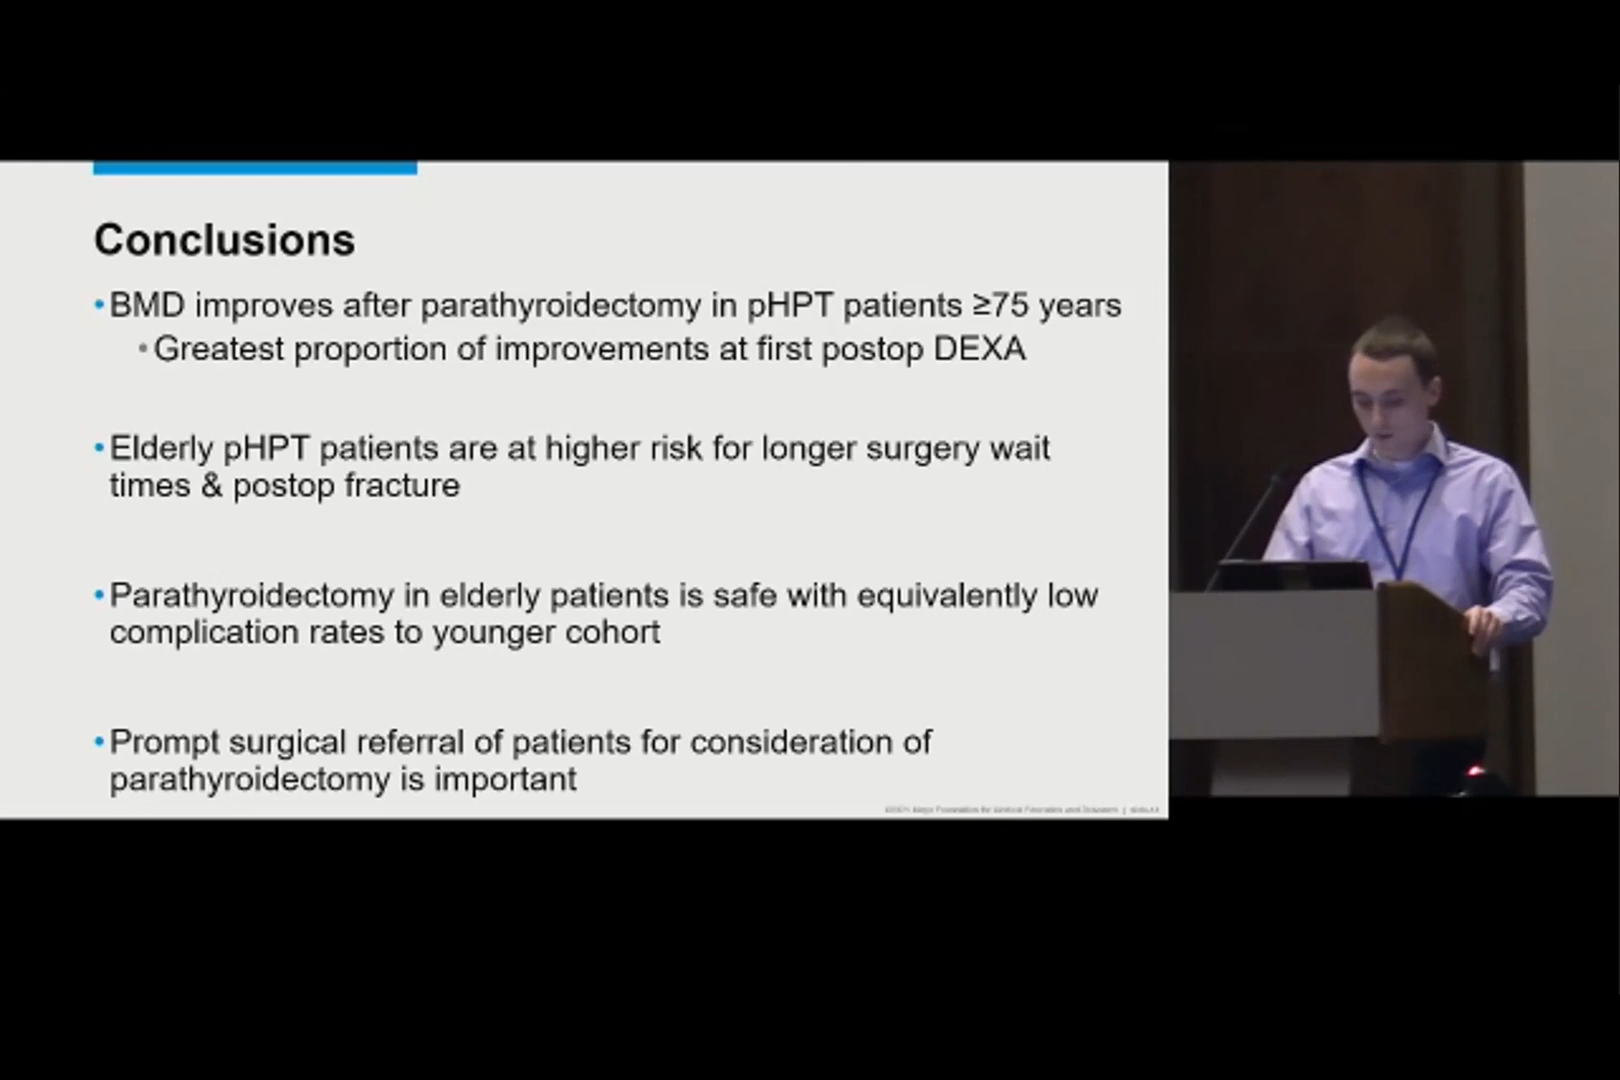 Conclusions
•BMD improves after parathyroidectomy in pHPT patients ≥75 years
•Greatest proportion of improvements at first postop DEXA
•Elderly pHPT patients are at higher risk for longer surgery wait
times & postop fracture
•Parathyroidectomy in elderly patients is safe with equivalently low
complication rates to younger cohort
•Prompt surgical referral of patients for consideration of
parathyroidectomy is important